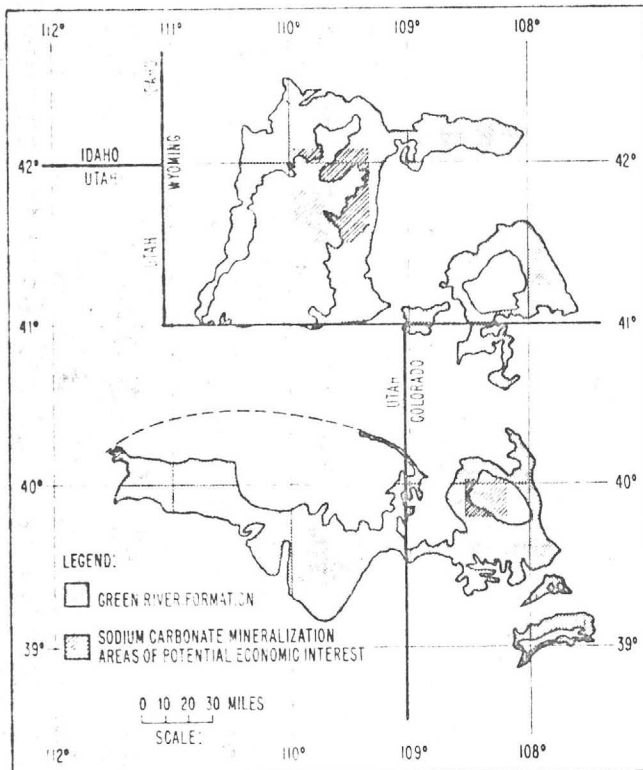 112° 110° 109° 108°
IDAHO
WYOMING
IDAHO
UTAH
42° 42°
UTAH
41° 41°
UTAH
COLORADO
40° 40°
LEGEND:
GREEN RIVER FORMATION
SODIUM CARBONATE MINERALIZATION
AREAS OF POTENTIAL ECONOMIC INTEREST
39° 39°
0 10 20 30 MILES
SCALE:
112° 110° 109° 108°